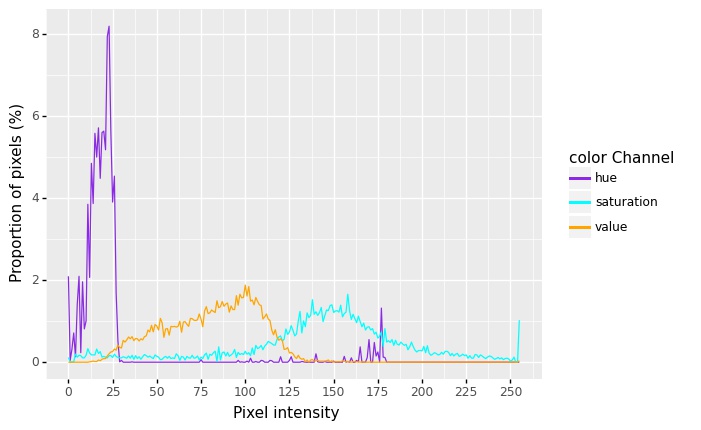 8
6
4
2
0
Proportion of pixels (%)
0
25
50
75
100
125
150
175
200
225
250
Pixel intensity
color Channel
hue
saturation
value